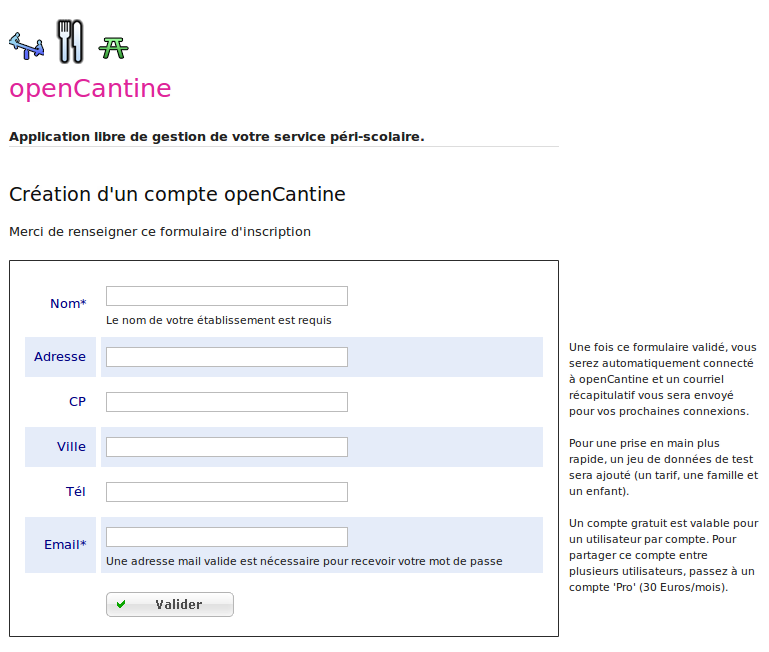 openCantine
Application libre de gestion de votre service péri-scolaire.
Création d'un compte openCantine
Merci de renseigner ce formulaire d'inscription
Nom*
Le nom de votre établissement est requis
Adresse
CP
Ville
Tél
Email*
Une adresse mail valide est nécessaire pour recevoir votre mot de passe
Valider
Une fois ce formulaire validé, vous
serez automatiquement connecté
à openCantine et un courriel
récapitulatif vous sera envoyé
pour vos prochaines connexions.
Pour une prise en main plus
rapide, un jeu de données de test
sera ajouté (un tarif, une famille et
un enfant).
Un compte gratuit est valable pour
un utilisateur par compte. Pour
partager ce compte entre
plusieurs utilisateurs, passez à un
compte 'Pro' (30 Euros/mois).